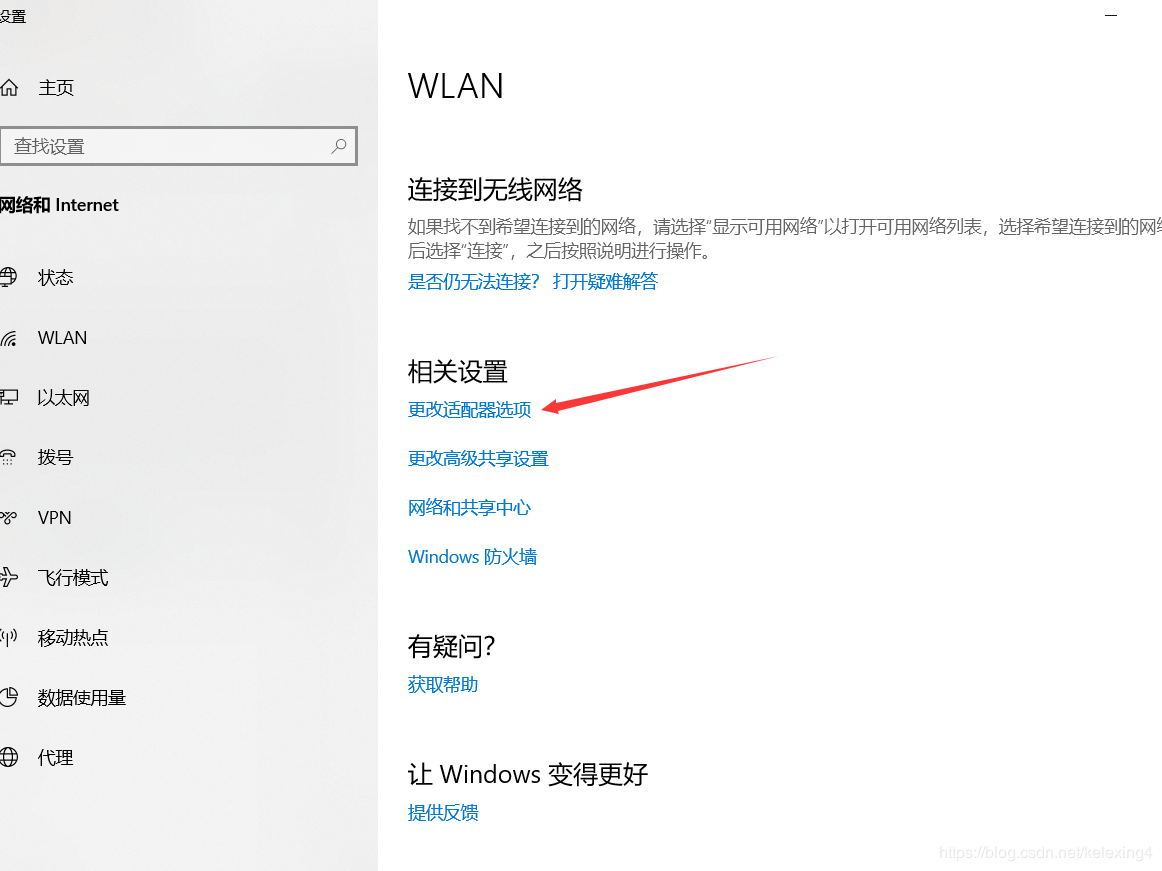 设置
主页
查找设置
网络和 Internet
状态
WLAN
以太网
拨号
VPN
飞行模式
移动热点
数据使用量
代理
WLAN
连接到无线网络
如果找不到希望连接到的网络，请选择“显示可用网络”以打开可用网络列表，选择希望连接到的网络
后选择“连接”，之后按照说明进行操作。
是否仍无法连接？ 打开疑难解答
相关设置
更改适配器选项
更改高级共享设置
网络和共享中心
Windows 防火墙
有疑问？
获取帮助
让 Windows 变得更好
提供反馈
https://blog.csdn.net/kelexing4